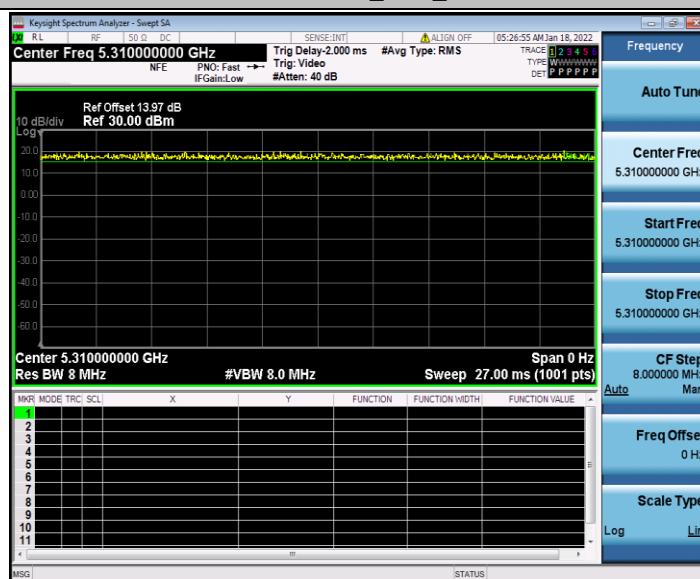 Keysight Spectrum Analyzer - Swept SA
RL RF 50 Ω DC SENSE:INT ALIGN OFF 05:26:55 AM Jan 18, 2022
Center Freq 5.310000000 GHz
NFE
PNO: Fast
IFGain:Low
Trig Delay-2.000 ms
Trig: Video
#Atten: 40 dB
#Avg Type: RMS
TRACE 1 2 3 4 5 6
TYPE WWWWWW
DET P P P P P P
Ref Offset 13.97 dB
10 dB/div Ref 30.00 dBm
Log
20.0
10.0
0.00
-10.0
-20.0
-30.0
-40.0
-50.0
-60.0
Center 5.310000000 GHz Span 0 Hz
Res BW 8 MHz #VBW 8.0 MHz Sweep 27.00 ms (1001 pts)
MKR MODE TRC SCL X Y FUNCTION FUNCTION WIDTH FUNCTION VALUE
1
2
3
4
5
6
7
8
9
10
11
MSG STATUS
Frequency
Auto Tune
Center Freq
5.310000000 GHz
Start Freq
5.310000000 GHz
Stop Freq
5.310000000 GHz
CF Step
8.000000 MHz
Auto Man
Freq Offset
0 Hz
Scale Type
Log Lin